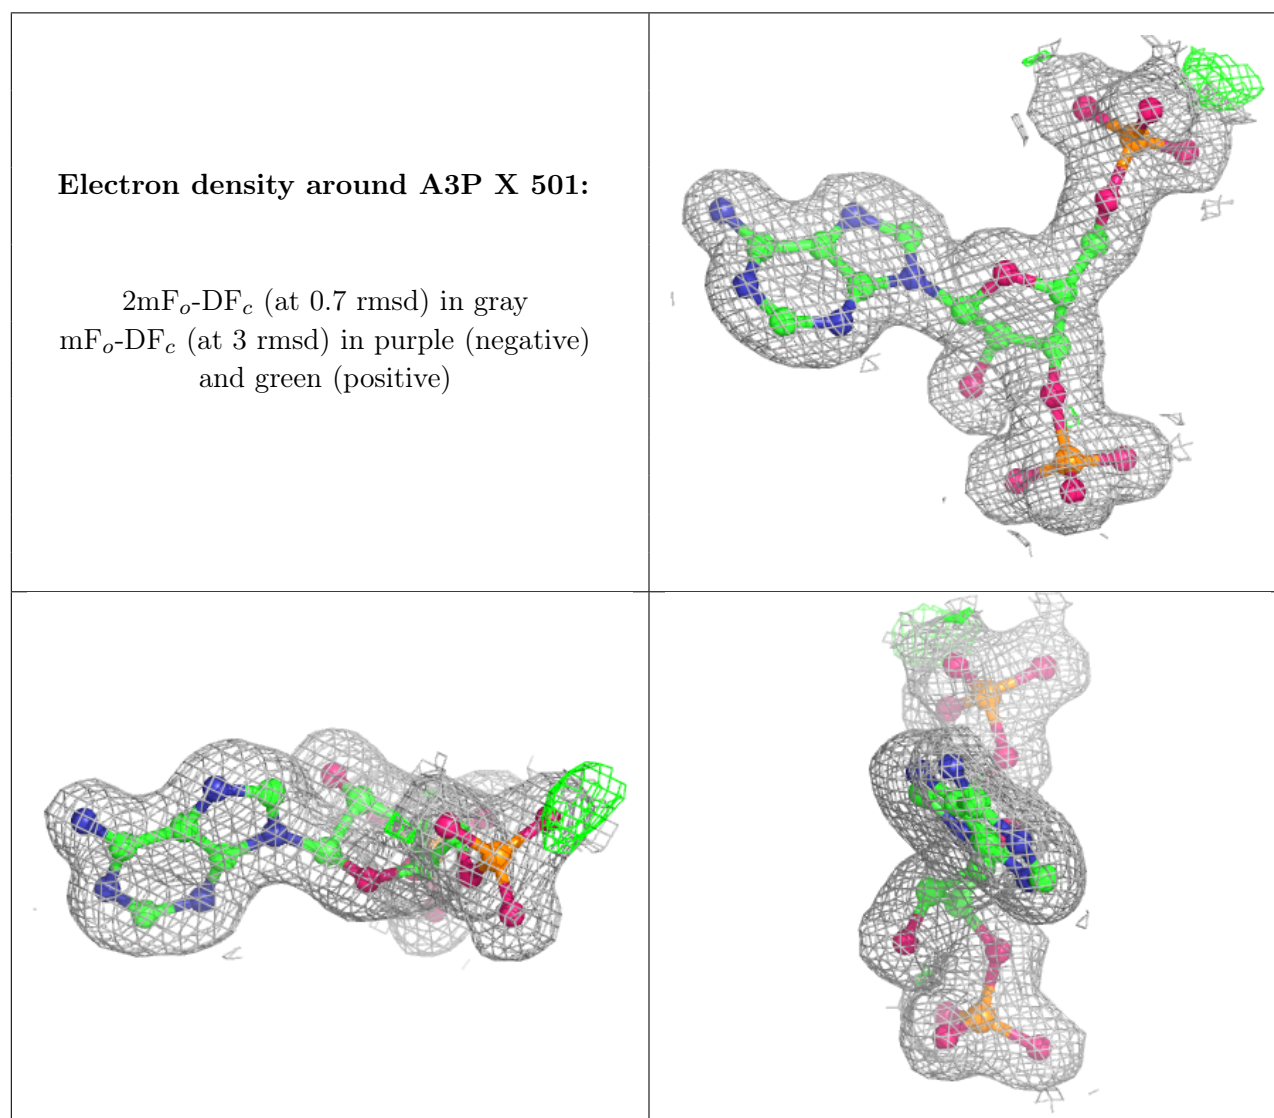 Electron density around A3P X 501:
2mFo-DFc (at 0.7 rmsd) in gray
mFo-DFc (at 3 rmsd) in purple (negative)
and green (positive)